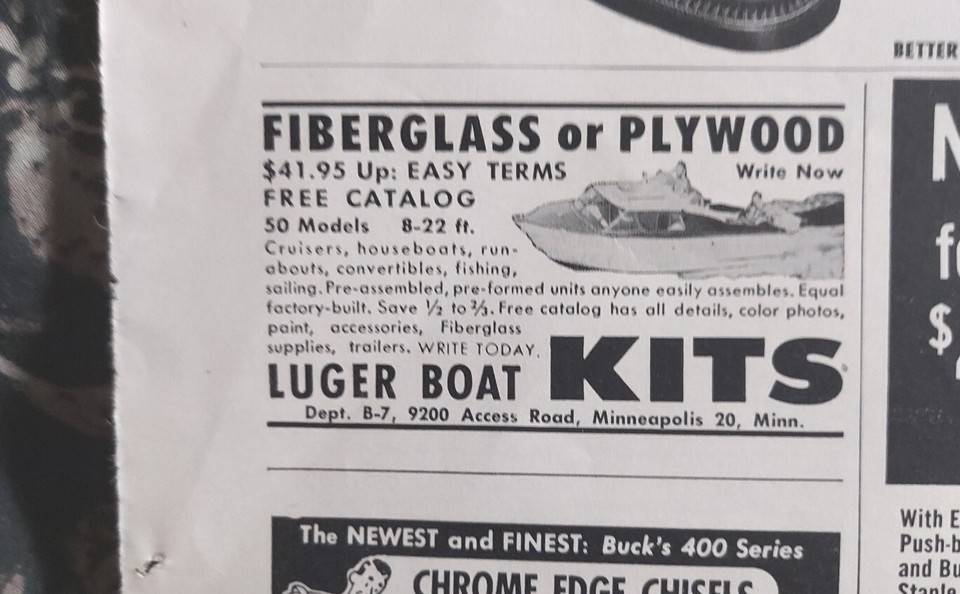 BETTER
FIBERGLASS or PLYWOOD
$41.95 Up: EASY TERMS
Write Now
FREE CATALOG
50 Models 8-22 ft.
Cruisers, houseboats, run-
abouts, convertibles, fishing,
sailing. Pre-assembled, pre-formed units anyone easily assembles. Equal
factory-built. Save ½ to ⅔. Free catalog has all details, color photos,
paint, accessories, Fiberglass
supplies, trailers. WRITE TODAY.
LUGER BOAT KITS
Dept. B-7, 9200 Access Road, Minneapolis 20, Minn.
The NEWEST and FINEST: Buck's 400 Series
CHROME EDGE CHISELS
$
With E
Push-b
and Bu
Staple